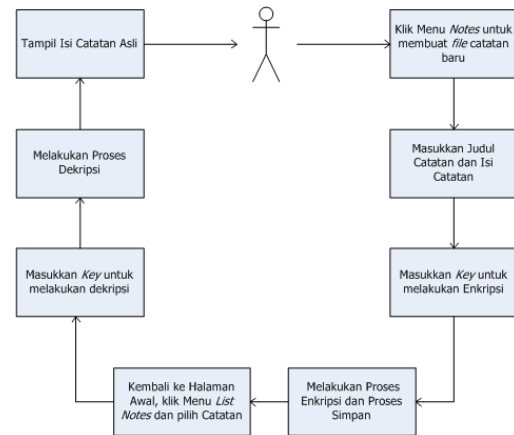 Tampil Isi Catatan Asli
Klik Menu Notes untuk
membuat file catatan
baru
Masukkan Judul
Catatan dan Isi
Catatan
Masukkan Key untuk
melakukan Enkripsi
Melakukan Proses
Enkripsi dan Proses
Simpan
Kembali ke Halaman
Awal, klik Menu List
Notes dan pilih Catatan
Masukkan Key untuk
melakukan dekripsi
Melakukan Proses
Dekripsi